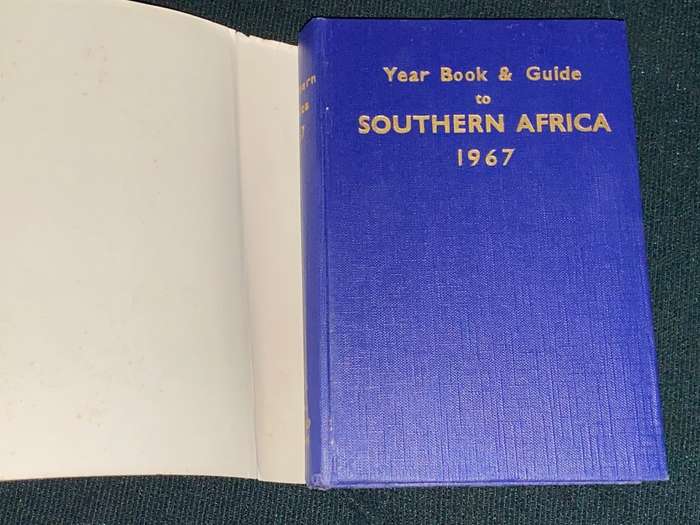 Year Book & Guide
to
SOUTHERN AFRICA
1967